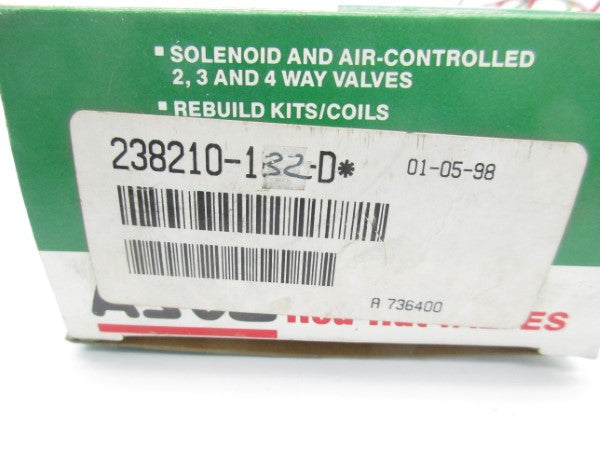 ▪ SOLENOID AND AIR-CONTROLLED
2, 3 AND 4 WAY VALVES
▪ REBUILD KITS/COILS
238210-132-D* 01-05-98
A 736400